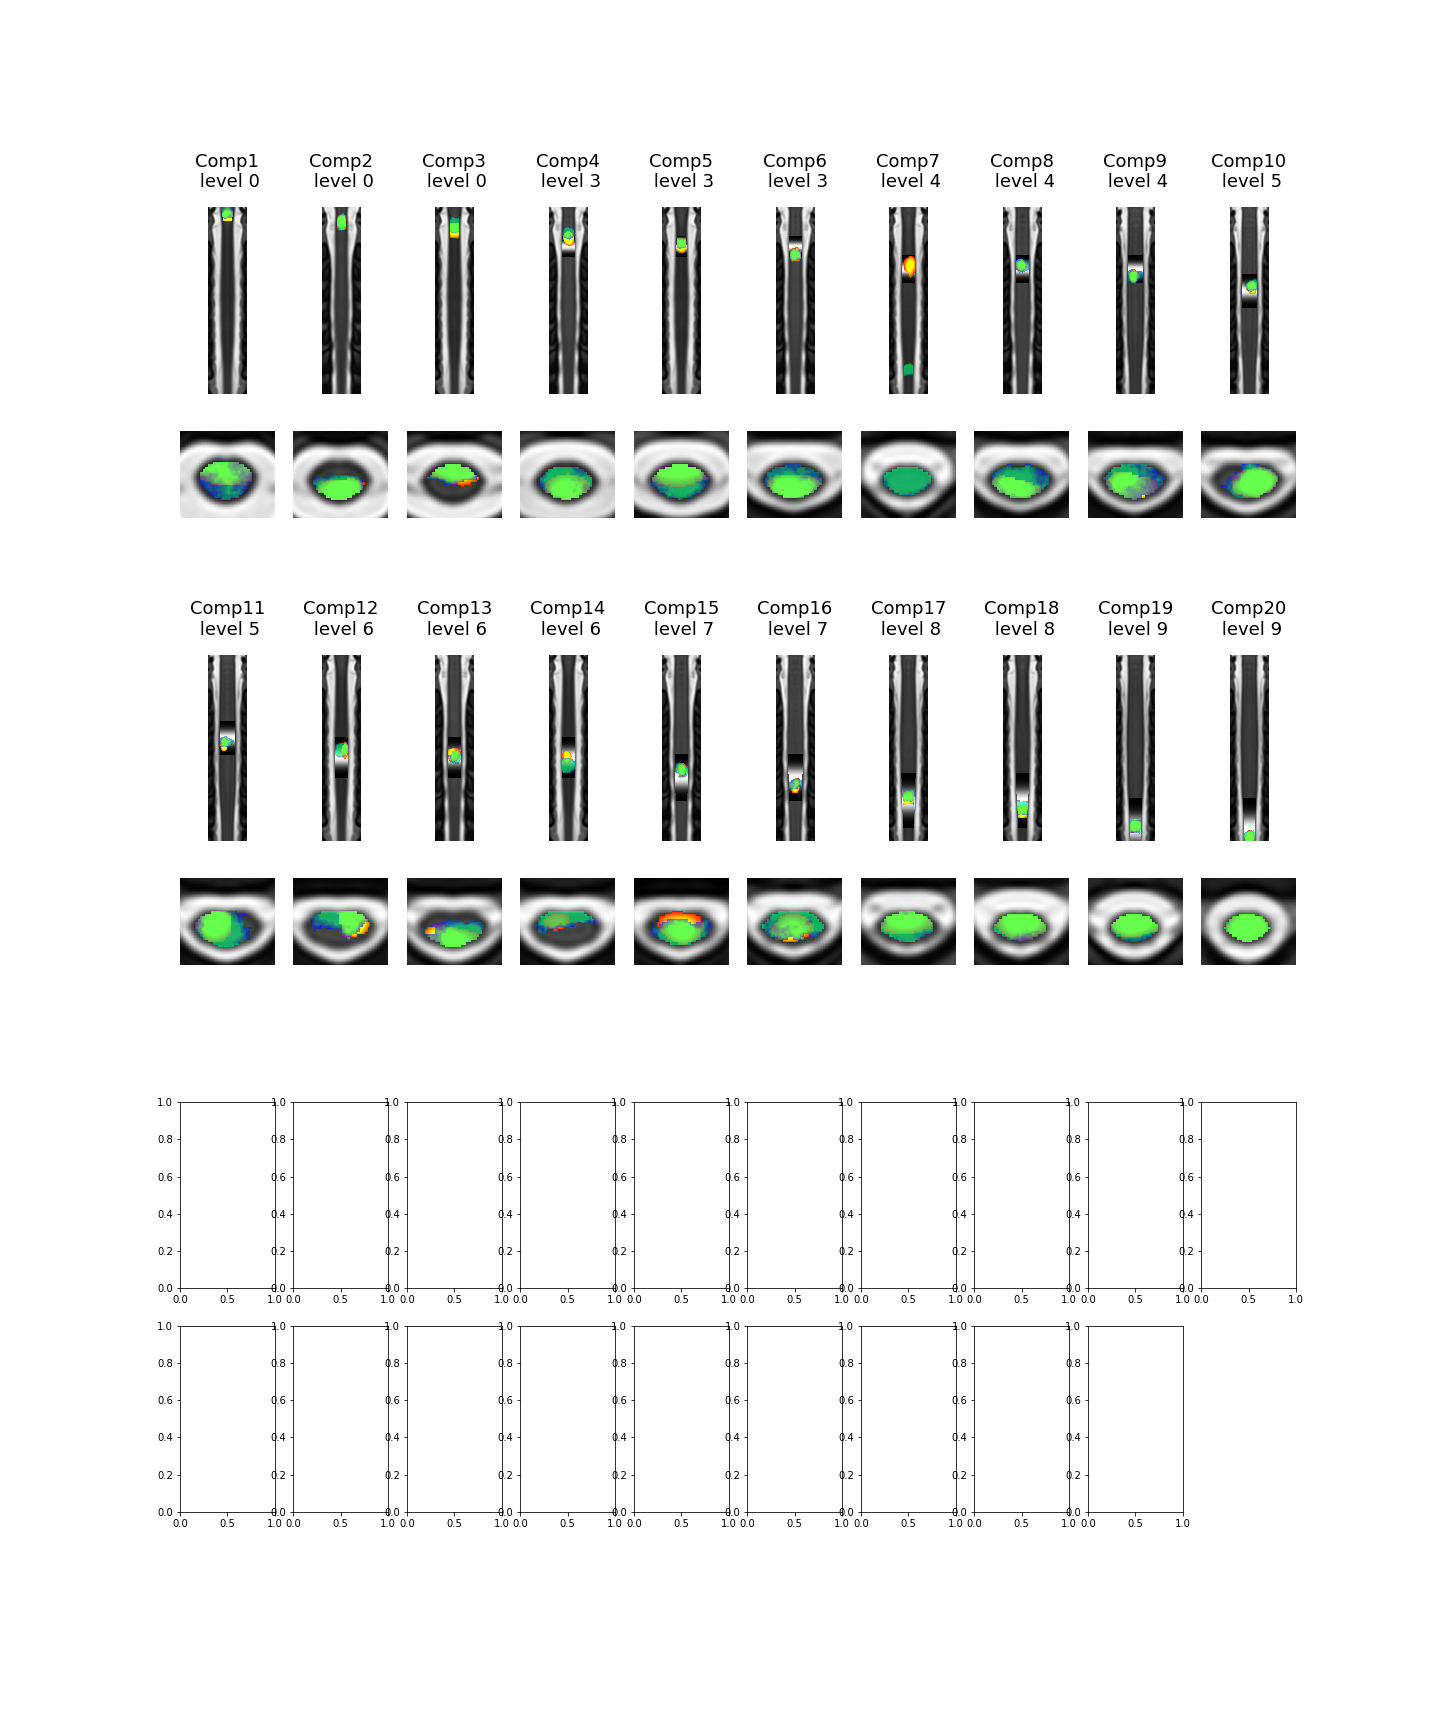 Comp1 Comp2 Comp3 Comp4 Comp5 Comp6 Comp7 Comp8 Comp9 Comp10
level 0 level 0 level 0 level 3 level 3 level 3 level 4 level 4 level 4 level 5
Comp11 Comp12 Comp13 Comp14 Comp15 Comp16 Comp17 Comp18 Comp19 Comp20
level 5 level 6 level 6 level 6 level 7 level 7 level 8 level 8 level 9 level 9
1.0 1.0 1.0 1.0 1.0 1.0 1.0 1.0 1.0 1.0
0.8 0.8 0.8 0.8 0.8 0.8 0.8 0.8 0.8 0.8
0.6 0.6 0.6 0.6 0.6 0.6 0.6 0.6 0.6 0.6
0.4 0.4 0.4 0.4 0.4 0.4 0.4 0.4 0.4 0.4
0.2 0.2 0.2 0.2 0.2 0.2 0.2 0.2 0.2 0.2
0.0 0.0 0.0 0.0 0.0 0.0 0.0 0.0 0.0 0.0
0.0 0.5 1.0 0.0 0.5 1.0 0.0 0.5 1.0 0.0 0.5 1.0 0.0 0.5 1.0 0.0 0.5 1.0 0.0 0.5 1.0 0.0 0.5 1.0 0.0 0.5 1.0 0.0 0.5 1.0
1.0 1.0 1.0 1.0 1.0 1.0 1.0 1.0 1.0
0.8 0.8 0.8 0.8 0.8 0.8 0.8 0.8 0.8
0.6 0.6 0.6 0.6 0.6 0.6 0.6 0.6 0.6
0.4 0.4 0.4 0.4 0.4 0.4 0.4 0.4 0.4
0.2 0.2 0.2 0.2 0.2 0.2 0.2 0.2 0.2
0.0 0.0 0.0 0.0 0.0 0.0 0.0 0.0 0.0
0.0 0.5 1.0 0.0 0.5 1.0 0.0 0.5 1.0 0.0 0.5 1.0 0.0 0.5 1.0 0.0 0.5 1.0 0.0 0.5 1.0 0.0 0.5 1.0 0.0 0.5 1.0